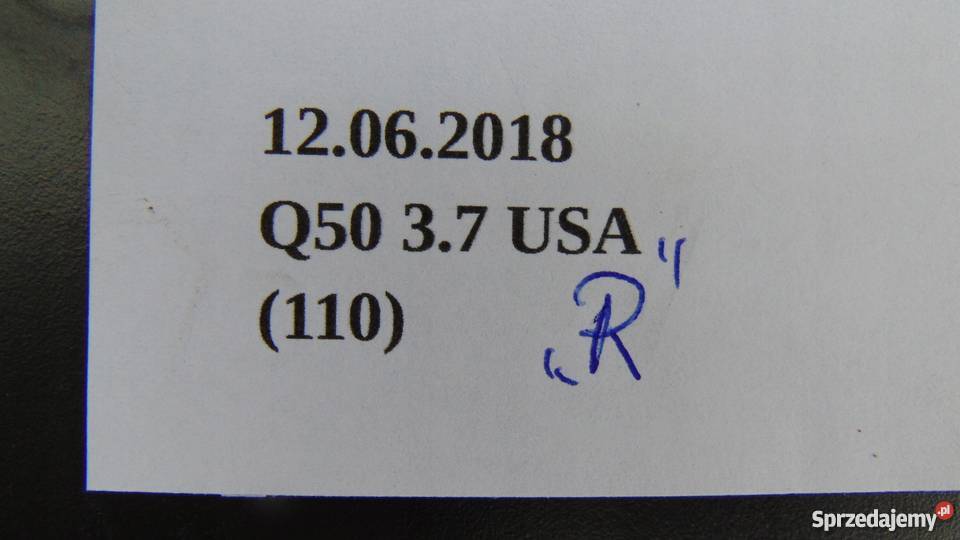 12.06.2018
Q50 3.7 USA
(110)
„R”
Sprzedajemy.pl